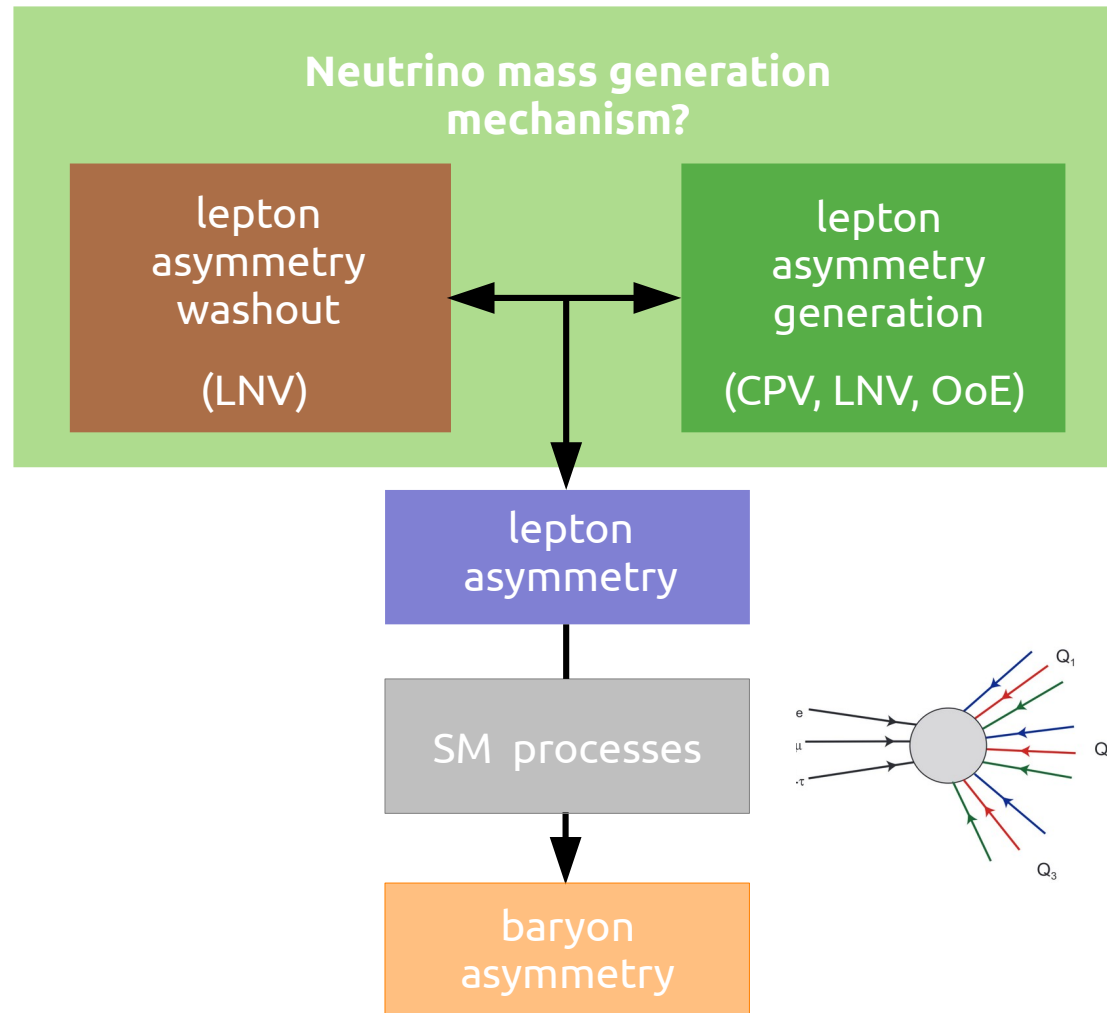 Neutrino mass generation
mechanism?
lepton
asymmetry
washout
(LNV)
lepton
asymmetry
generation
(CPV, LNV, OoE)
lepton
asymmetry
SM processes
baryon
asymmetry
Q1
e
μ
τ
Q
Q3